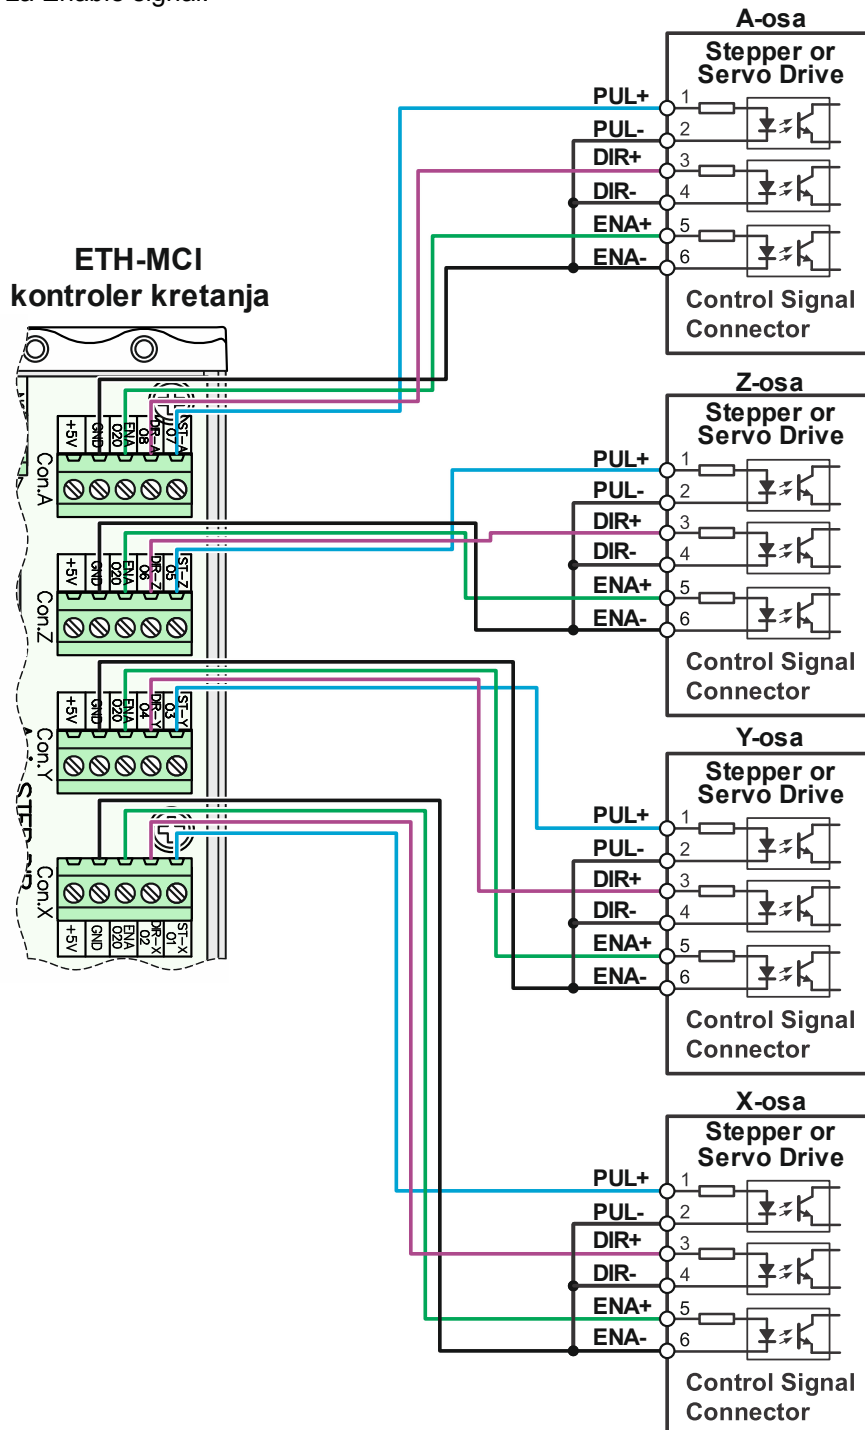 za Enable signal.
A-osa
Stepper or
Servo Drive
PUL+ 1
PUL- 2
DIR+ 3
DIR- 4
ENA+ 5
ENA- 6
Control Signal
Connector
ETH-MCI
kontroler kretanja
+5V
GND
ENA
O20
DIR-A
O8
ST-A
O7
Con.A
Z-osa
Stepper or
Servo Drive
PUL+ 1
PUL- 2
DIR+ 3
DIR- 4
ENA+ 5
ENA- 6
Control Signal
Connector
+5V
GND
ENA
O20
DIR-Z
O6
ST-Z
O5
Con.Z
Y-osa
Stepper or
Servo Drive
PUL+ 1
PUL- 2
DIR+ 3
DIR- 4
ENA+ 5
ENA- 6
Control Signal
Connector
+5V
GND
ENA
O20
DIR-Y
O4
ST-Y
O3
Con.Y
Con.X
+5V
GND
ENA
O20
DIR-X
O2
ST-X
O1
X-osa
Stepper or
Servo Drive
PUL+ 1
PUL- 2
DIR+ 3
DIR- 4
ENA+ 5
ENA- 6
Control Signal
Connector